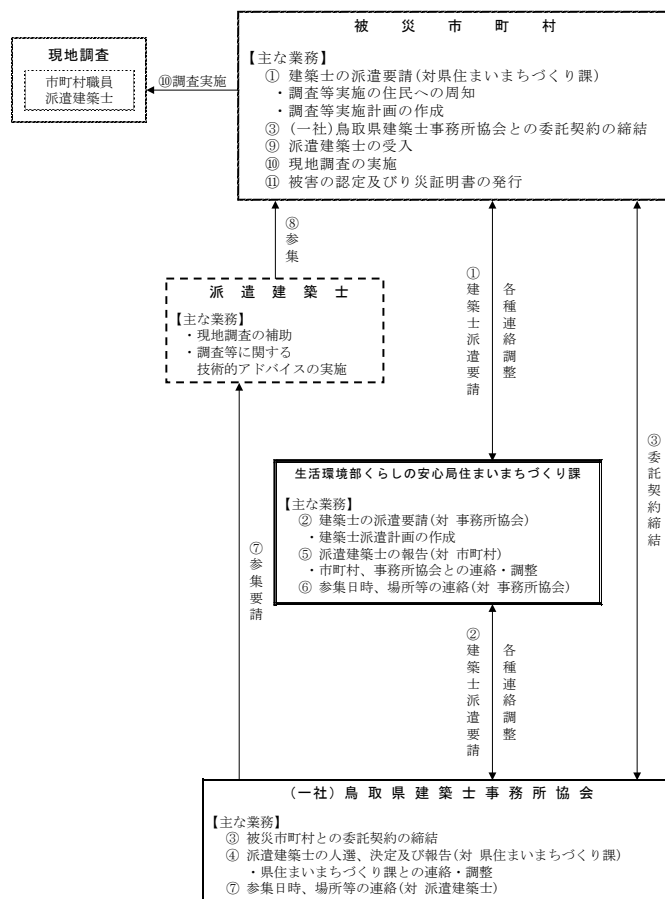 被災市町村
【主な業務】
① 建築士の派遣要請(対県住まいまちづくり課)
・調査等実施の住民への周知
・調査等実施計画の作成
③ (一社)鳥取県建築士事務所協会との委託契約の締結
⑨ 派遣建築士の受入
⑩ 現地調査の実施
⑪ 被害の認定及びり災証明書の発行
現地調査
市町村職員
派遣建築士
⑩調査実施
⑧参集
派遣建築士
【主な業務】
・現地調査の補助
・調査等に関する
技術的アドバイスの実施
①建築士派遣要請
各種連絡調整
③委託契約締結
生活環境部くらしの安心局住まいまちづくり課
【主な業務】
② 建築士の派遣要請(対 事務所協会)
・建築士派遣計画の作成
⑤ 派遣建築士の報告(対 市町村)
・市町村、事務所協会との連絡・調整
⑥ 参集日時、場所等の連絡(対 事務所協会)
⑦参集要請
②建築士派遣要請
各種連絡調整
(一社)鳥取県建築士事務所協会
【主な業務】
③ 被災市町村との委託契約の締結
④ 派遣建築士の人選、決定及び報告(対 県住まいまちづくり課)
・県住まいまちづくり課との連絡・調整
⑦ 参集日時、場所等の連絡(対 派遣建築士)